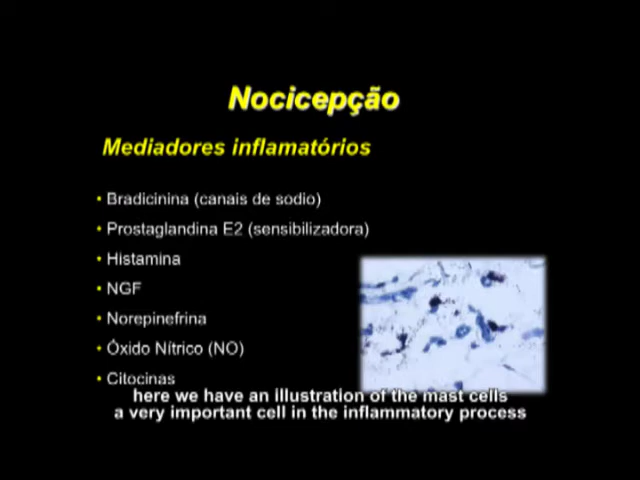 Nocicepção
Mediadores inflamatórios
• Bradicinina (canais de sodio)
• Prostaglandina E2 (sensibilizadora)
• Histamina
• NGF
• Norepinefrina
• Óxido Nítrico (NO)
• Citocinas
here we have an illustration of the mast cells
a very important cell in the inflammatory process